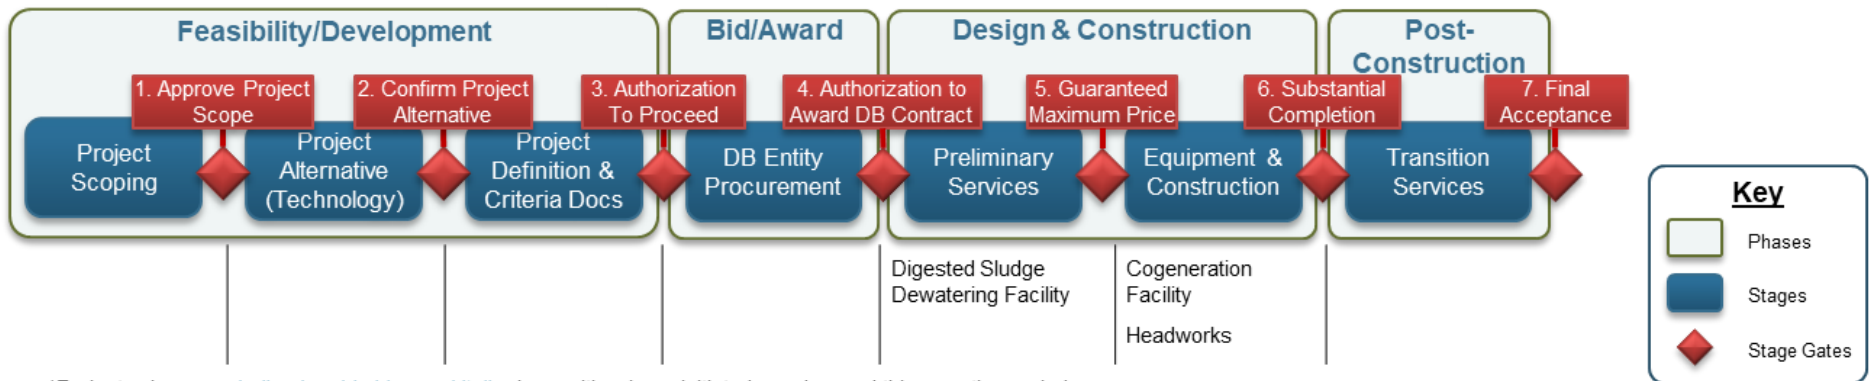 Feasibility/Development
Bid/Award
Design & Construction
Post-
Construction
1. Approve Project
Scope
2. Confirm Project
Alternative
3. Authorization
To Proceed
4. Authorization to
Award DB Contract
5. Guaranteed
Maximum Price
6. Substantial
Completion
7. Final
Acceptance
Project
Scoping
Project
Alternative
(Technology)
Project
Definition &
Criteria Docs
DB Entity
Procurement
Preliminary
Services
Equipment &
Construction
Transition
Services
Digested Sludge
Dewatering Facility
Cogeneration
Facility
Headworks
Key
Phases
Stages
Stage Gates